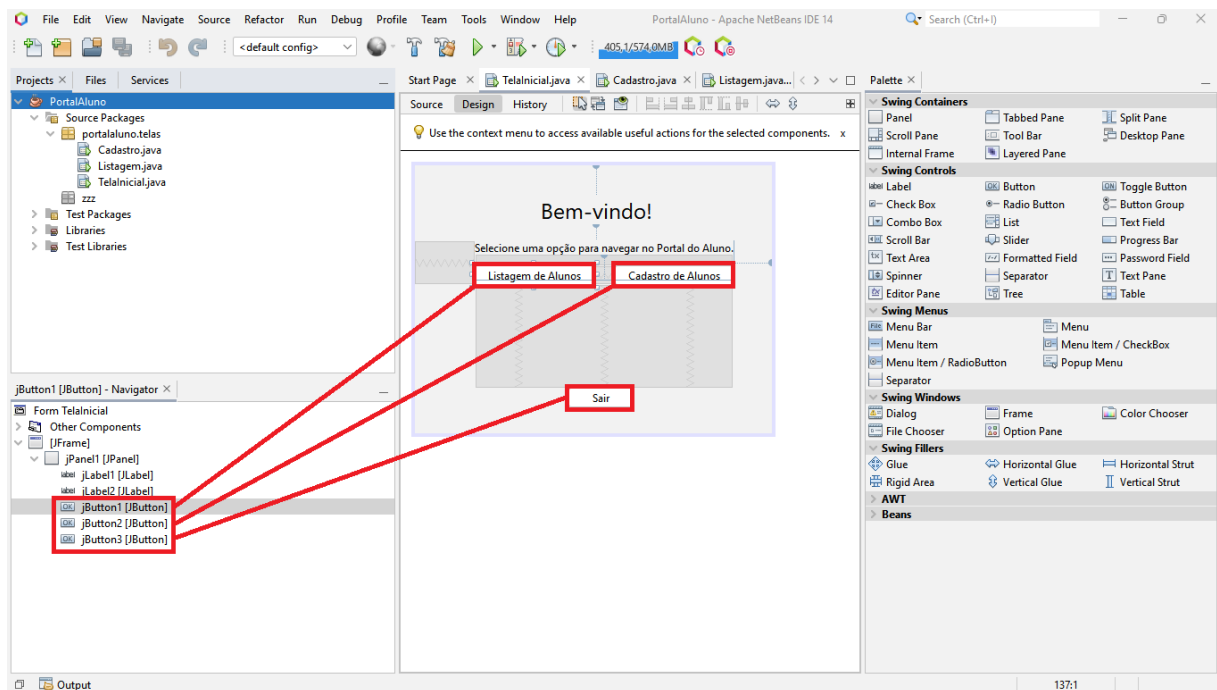 File Edit View Navigate Source Refactor Run Debug Profile Team Tools Window Help PortalAluno - Apache NetBeans IDE 14 Search (Ctrl+I)
<default config> 405,1/574,0MB
Projects Files Services
PortalAluno
Source Packages
portalaluno.telas
Cadastro.java
Listagem.java
TelaInicial.java
zzz
Test Packages
Libraries
Test Libraries
jButton1 [JButton] - Navigator
Form TelaInicial
Other Components
[JFrame]
jPanel1 [JPanel]
label jLabel1 [JLabel]
label jLabel2 [JLabel]
OK jButton1 [JButton]
OK jButton2 [JButton]
OK jButton3 [JButton]
Output
Start Page TelaInicial.java Cadastro.java Listagem.java...
Source Design History
Use the context menu to access available useful actions for the selected components. x
Bem-vindo!
Selecione uma opção para navegar no Portal do Aluno.
Listagem de Alunos Cadastro de Alunos
Sair
Palette
Swing Containers
Panel Tabbed Pane Split Pane
Scroll Pane Tool Bar Desktop Pane
Internal Frame Layered Pane
Swing Controls
label Label OK Button ON Toggle Button
Check Box Radio Button Button Group
Combo Box List Text Field
Scroll Bar Slider Progress Bar
Text Area Formatted Field Password Field
Spinner Separator Text Pane
Editor Pane Tree Table
Swing Menus
File Menu Bar Menu
Menu Item Menu Item / CheckBox
Menu Item / RadioButton Popup Menu
Separator
Swing Windows
Dialog Frame Color Chooser
File Chooser Option Pane
Swing Fillers
Glue Horizontal Glue Horizontal Strut
Rigid Area Vertical Glue Vertical Strut
AWT
Beans
137:1